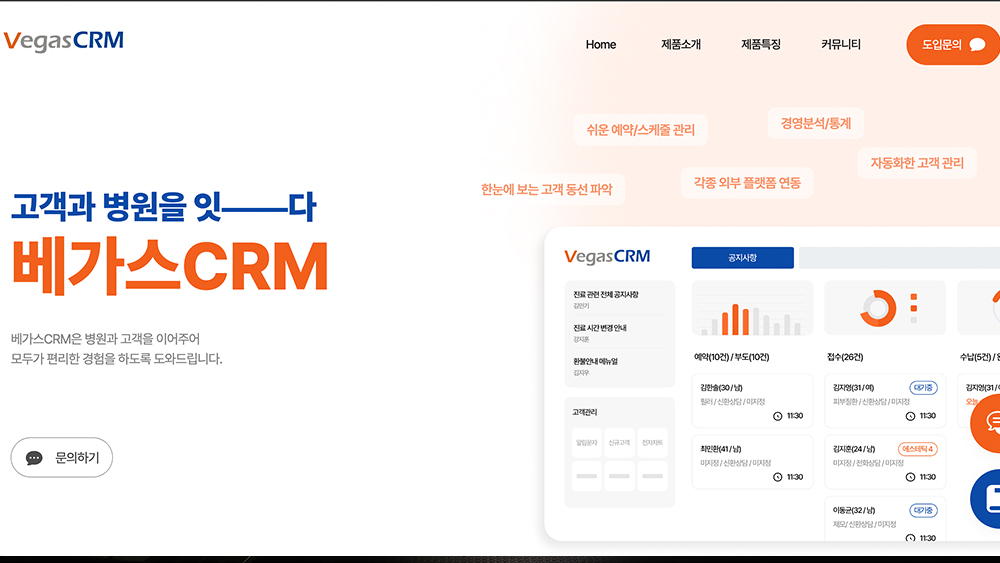 VegasCRM
Home 제품소개 제품특징 커뮤니티 도입문의
쉬운 예약/스케줄 관리
경영분석/통계
자동화한 고객 관리
한눈에 보는 고객 동선 파악
각종 외부 플랫폼 연동
고객과 병원을 잇——다
베가스CRM
베가스CRM은 병원과 고객을 이어주어
모두가 편리한 경험을 하도록 도와드립니다.
문의하기
VegasCRM
공지사항
진료 관련 전체 공지사항
김민기
진료 시간 변경 안내
강지훈
환불안내 메뉴얼
김지우
고객관리
알림문자 신규고객 전자차트
예약(10건) / 부도(10건)
김한솔(30 / 남)
필러 / 신환상담 / 미지정
11:30
최민환(41 / 남)
미지정 / 신환상담 / 미지정
11:30
접수(26건)
김지영(31 / 여) 대기중
피부질환 / 신환상담 / 미지정
11:30
김지훈(24 / 남) 에스테틱 4
미지정 / 전화상담 / 미지정
11:30
이동균(32 / 남) 대기중
제모/ 신환상담 / 미지정
11:30
수납(5건) /
김지영(31 /
오늘